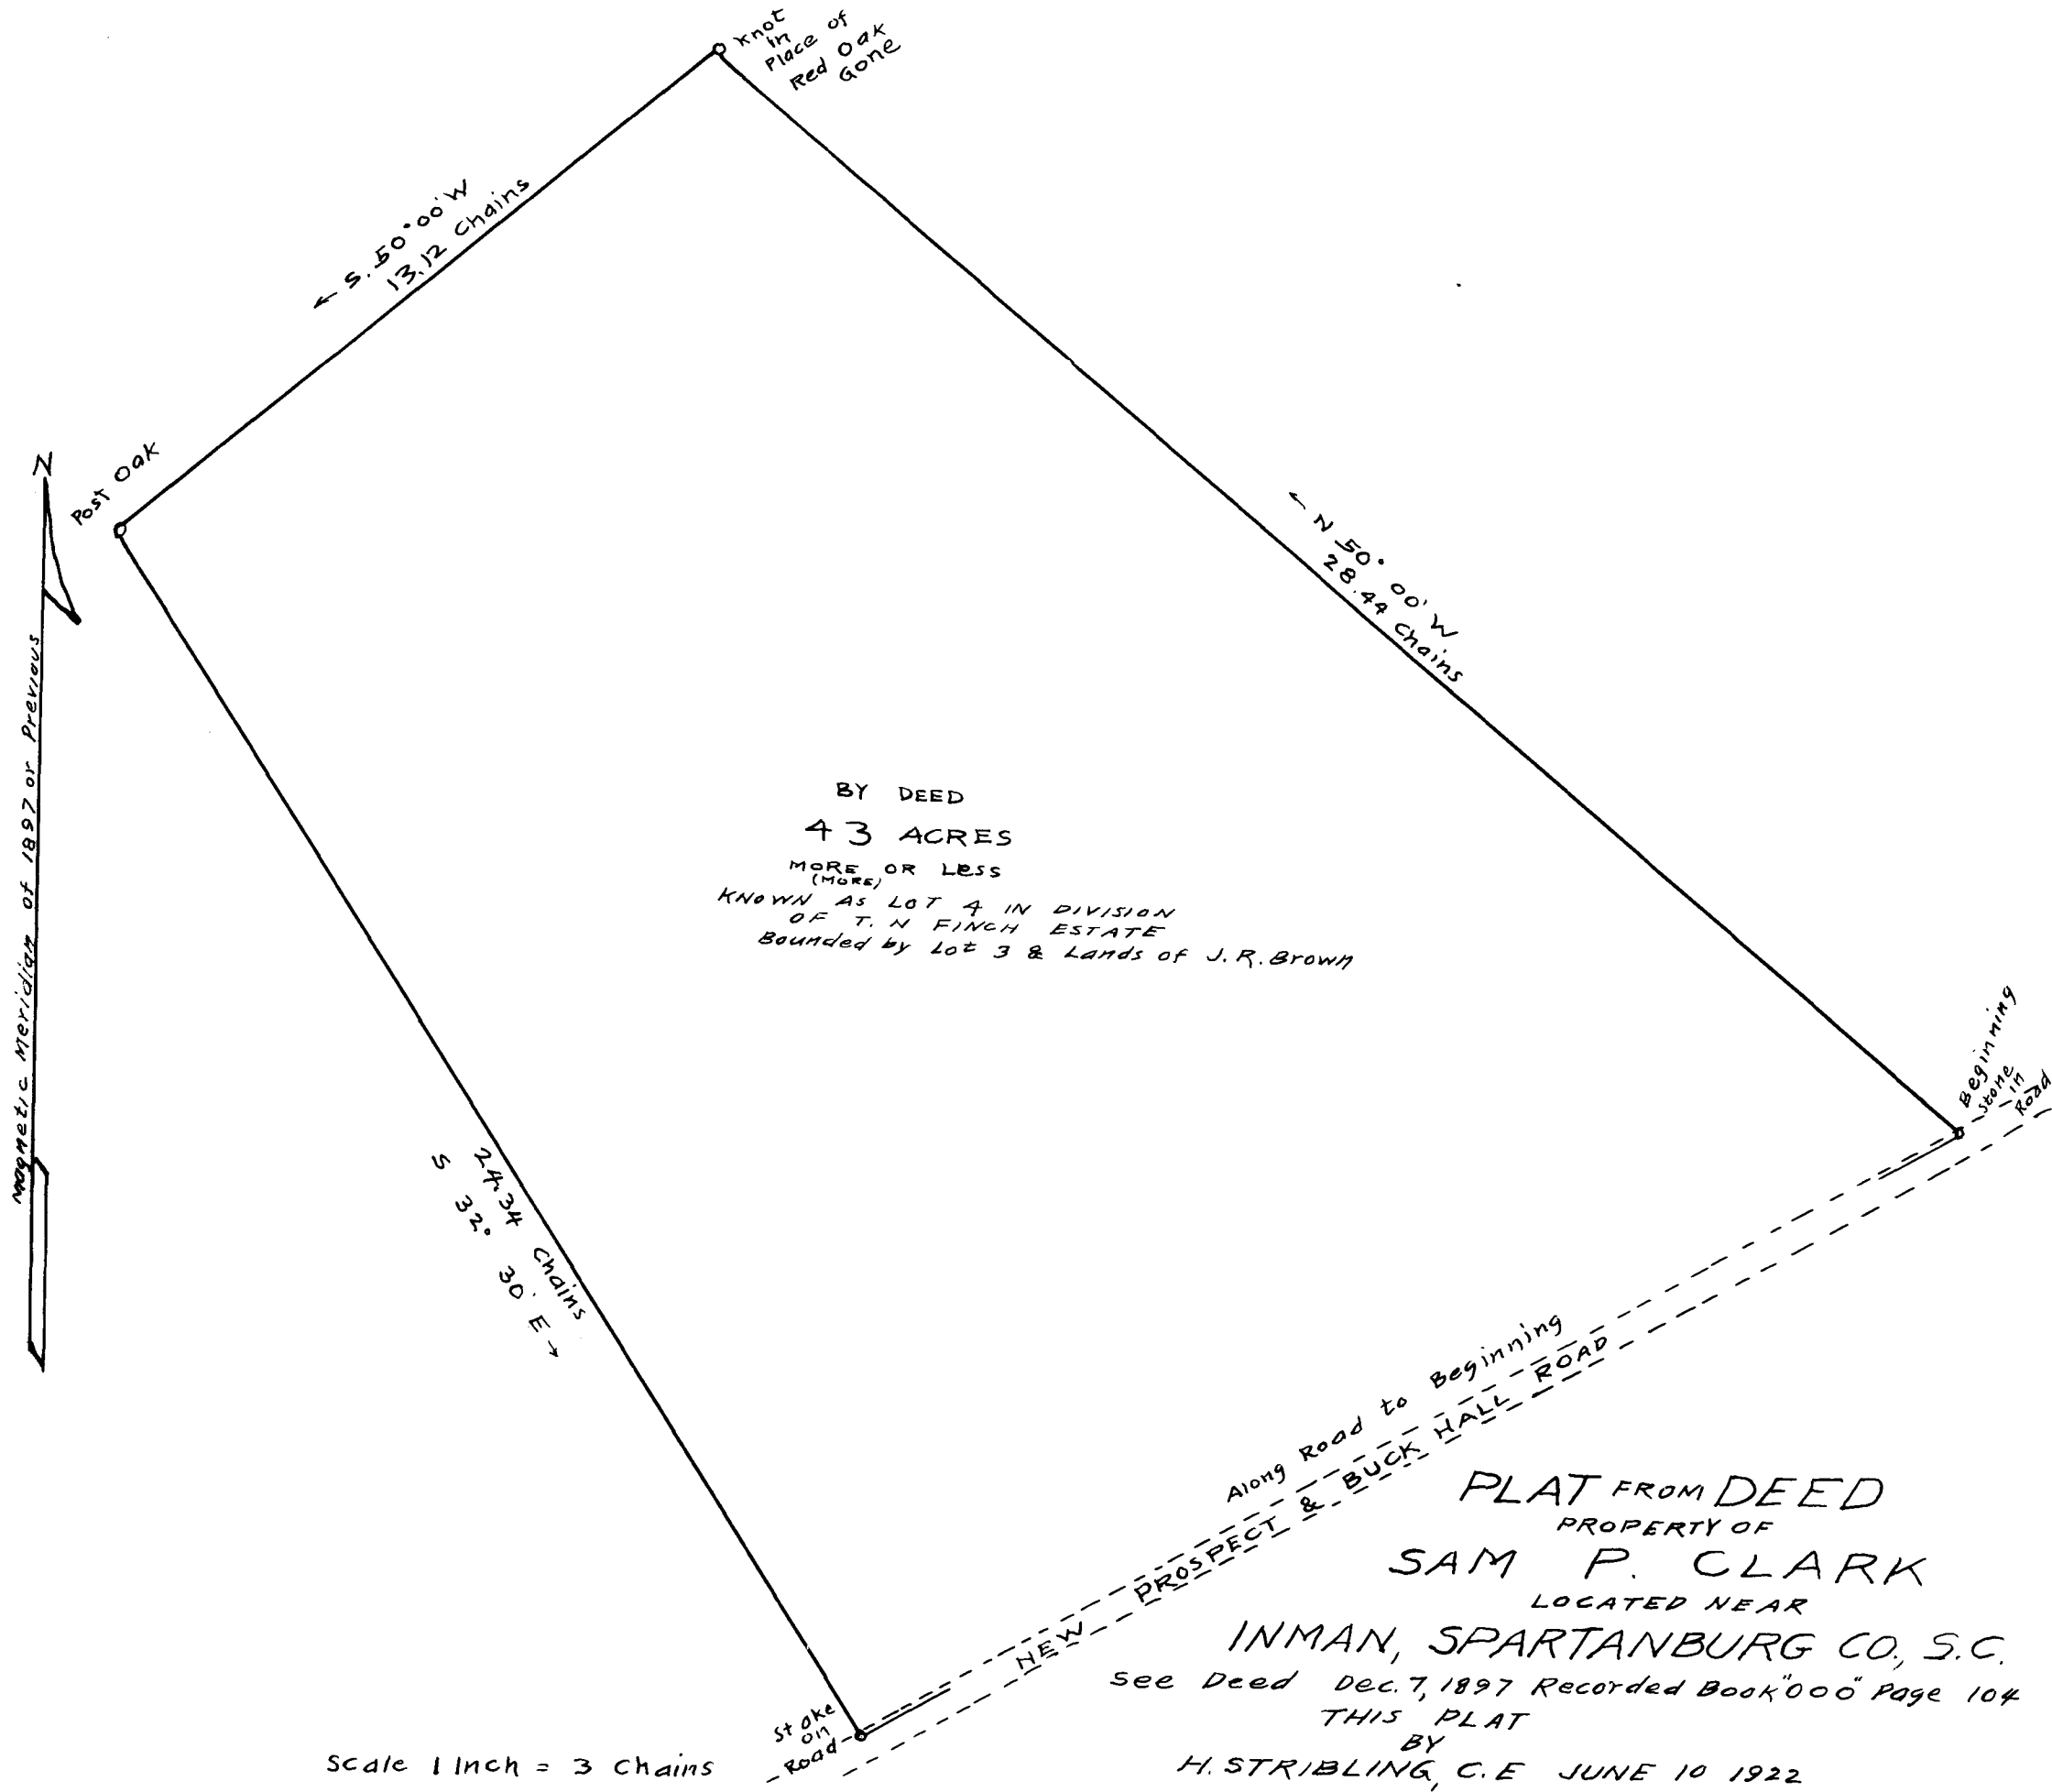 Knot
in
Place of
Red Oak
Gone
← S. 50°00'W
13.12 Chains
Post Oak
N
Magnetic Meridian of 1897 or Previous
← N 50° 00' W
28.44 Chains
BY DEED
43 ACRES
MORE OR LESS
(MORE)
KNOWN AS LOT 4 IN DIVISION
OF T. N FINCH ESTATE
Bounded by Lot 3 & Lands of J.R. Brown
Beginning
Stone
in
Road
24.34 Chains
S 32° 30' E →
Along Road to Beginning
NEW PROSPECT & BUCK HALL ROAD
Stake
on
Road
Scale 1 Inch = 3 Chains
PLAT FROM DEED
PROPERTY OF
SAM P. CLARK
LOCATED NEAR
INMAN, SPARTANBURG CO., S.C.
See Deed Dec. 7, 1897 Recorded Book "OOO" Page 104
THIS PLAT
BY
H. STRIBLING, C.E JUNE 10 1922